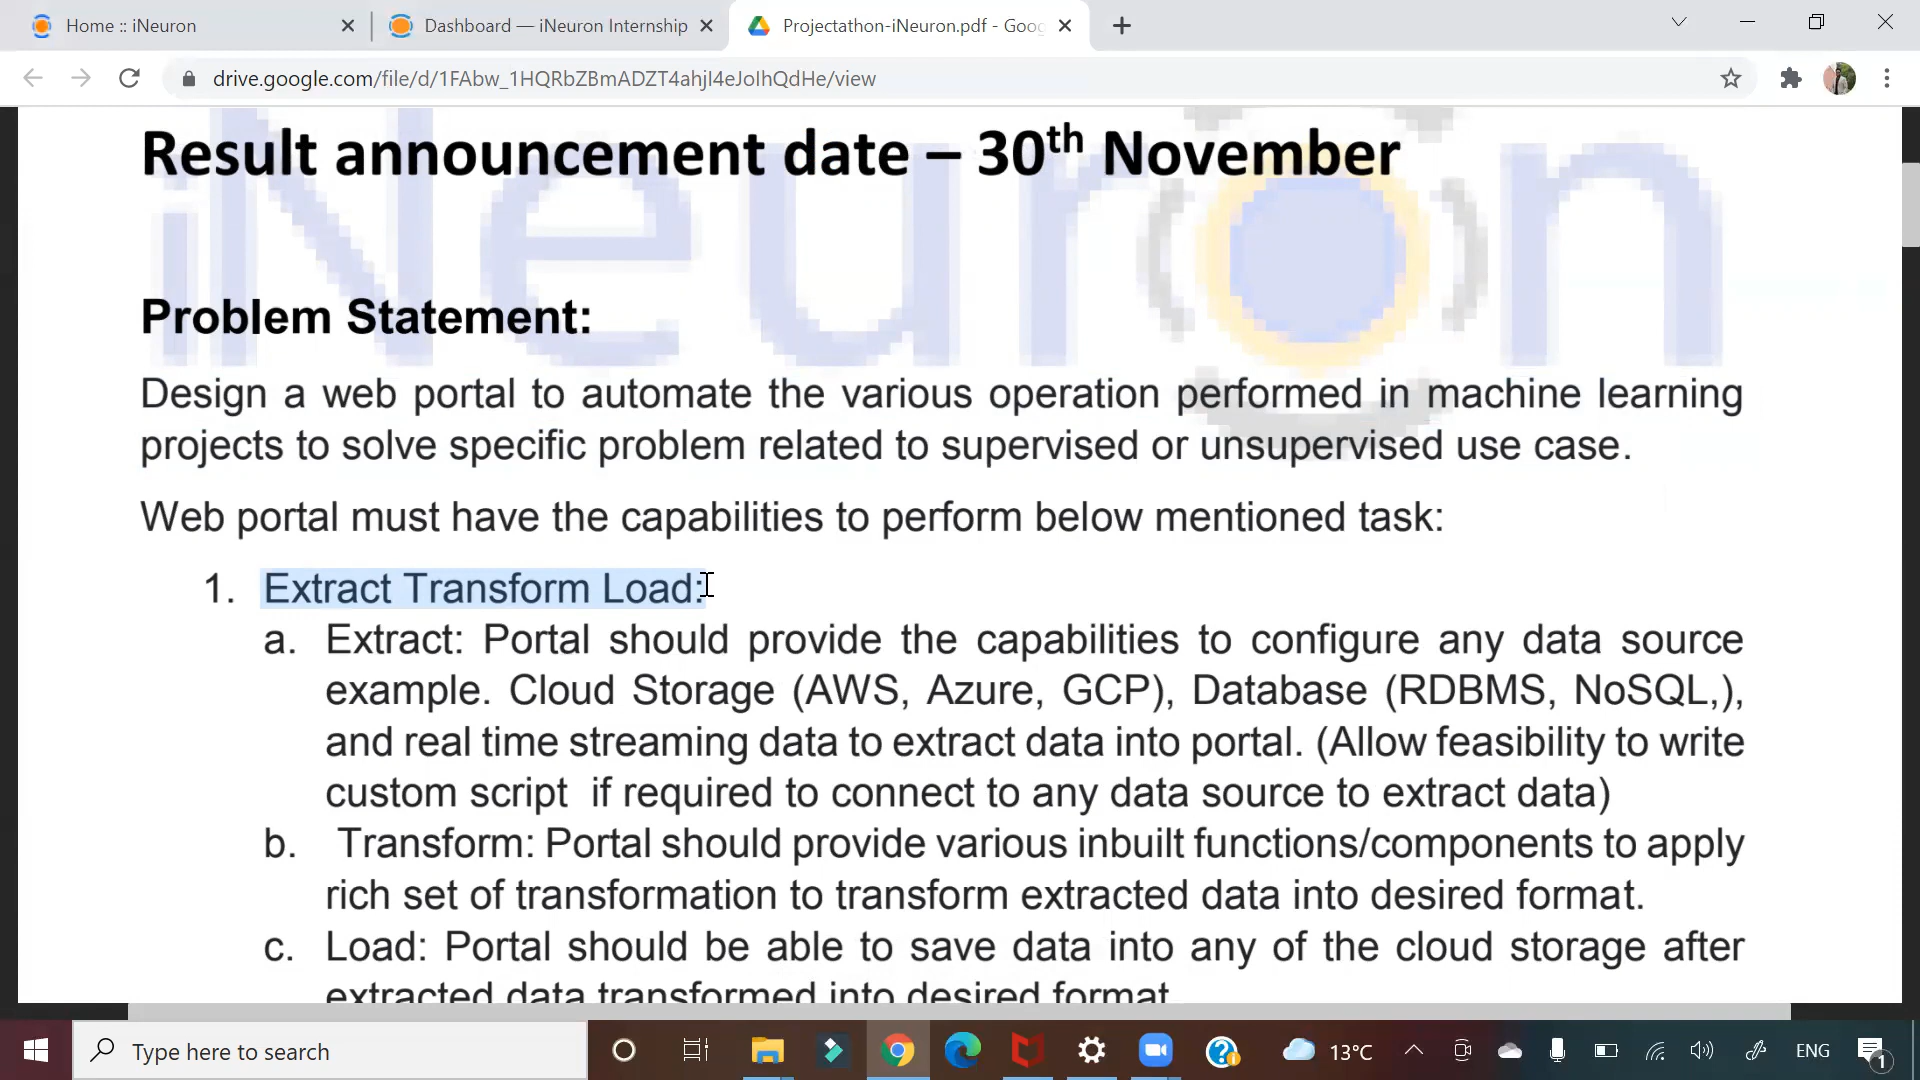 Home :: iNeuron
Dashboard — iNeuron Internship
Projectathon-iNeuron.pdf - Goog
drive.google.com/file/d/1FAbw_1HQRbZBmADZT4ahjI4eJoIhQdHe/view
iNeuron
Result announcement date – 30th November
Problem Statement:
Design a web portal to automate the various operation performed in machine learning
projects to solve specific problem related to supervised or unsupervised use case.
Web portal must have the capabilities to perform below mentioned task:
1. Extract Transform Load:
a. Extract: Portal should provide the capabilities to configure any data source
example. Cloud Storage (AWS, Azure, GCP), Database (RDBMS, NoSQL,),
and real time streaming data to extract data into portal. (Allow feasibility to write
custom script if required to connect to any data source to extract data)
b. Transform: Portal should provide various inbuilt functions/components to apply
rich set of transformation to transform extracted data into desired format.
c. Load: Portal should be able to save data into any of the cloud storage after
extracted data transformed into desired format.
Type here to search
13°C
ENG
1